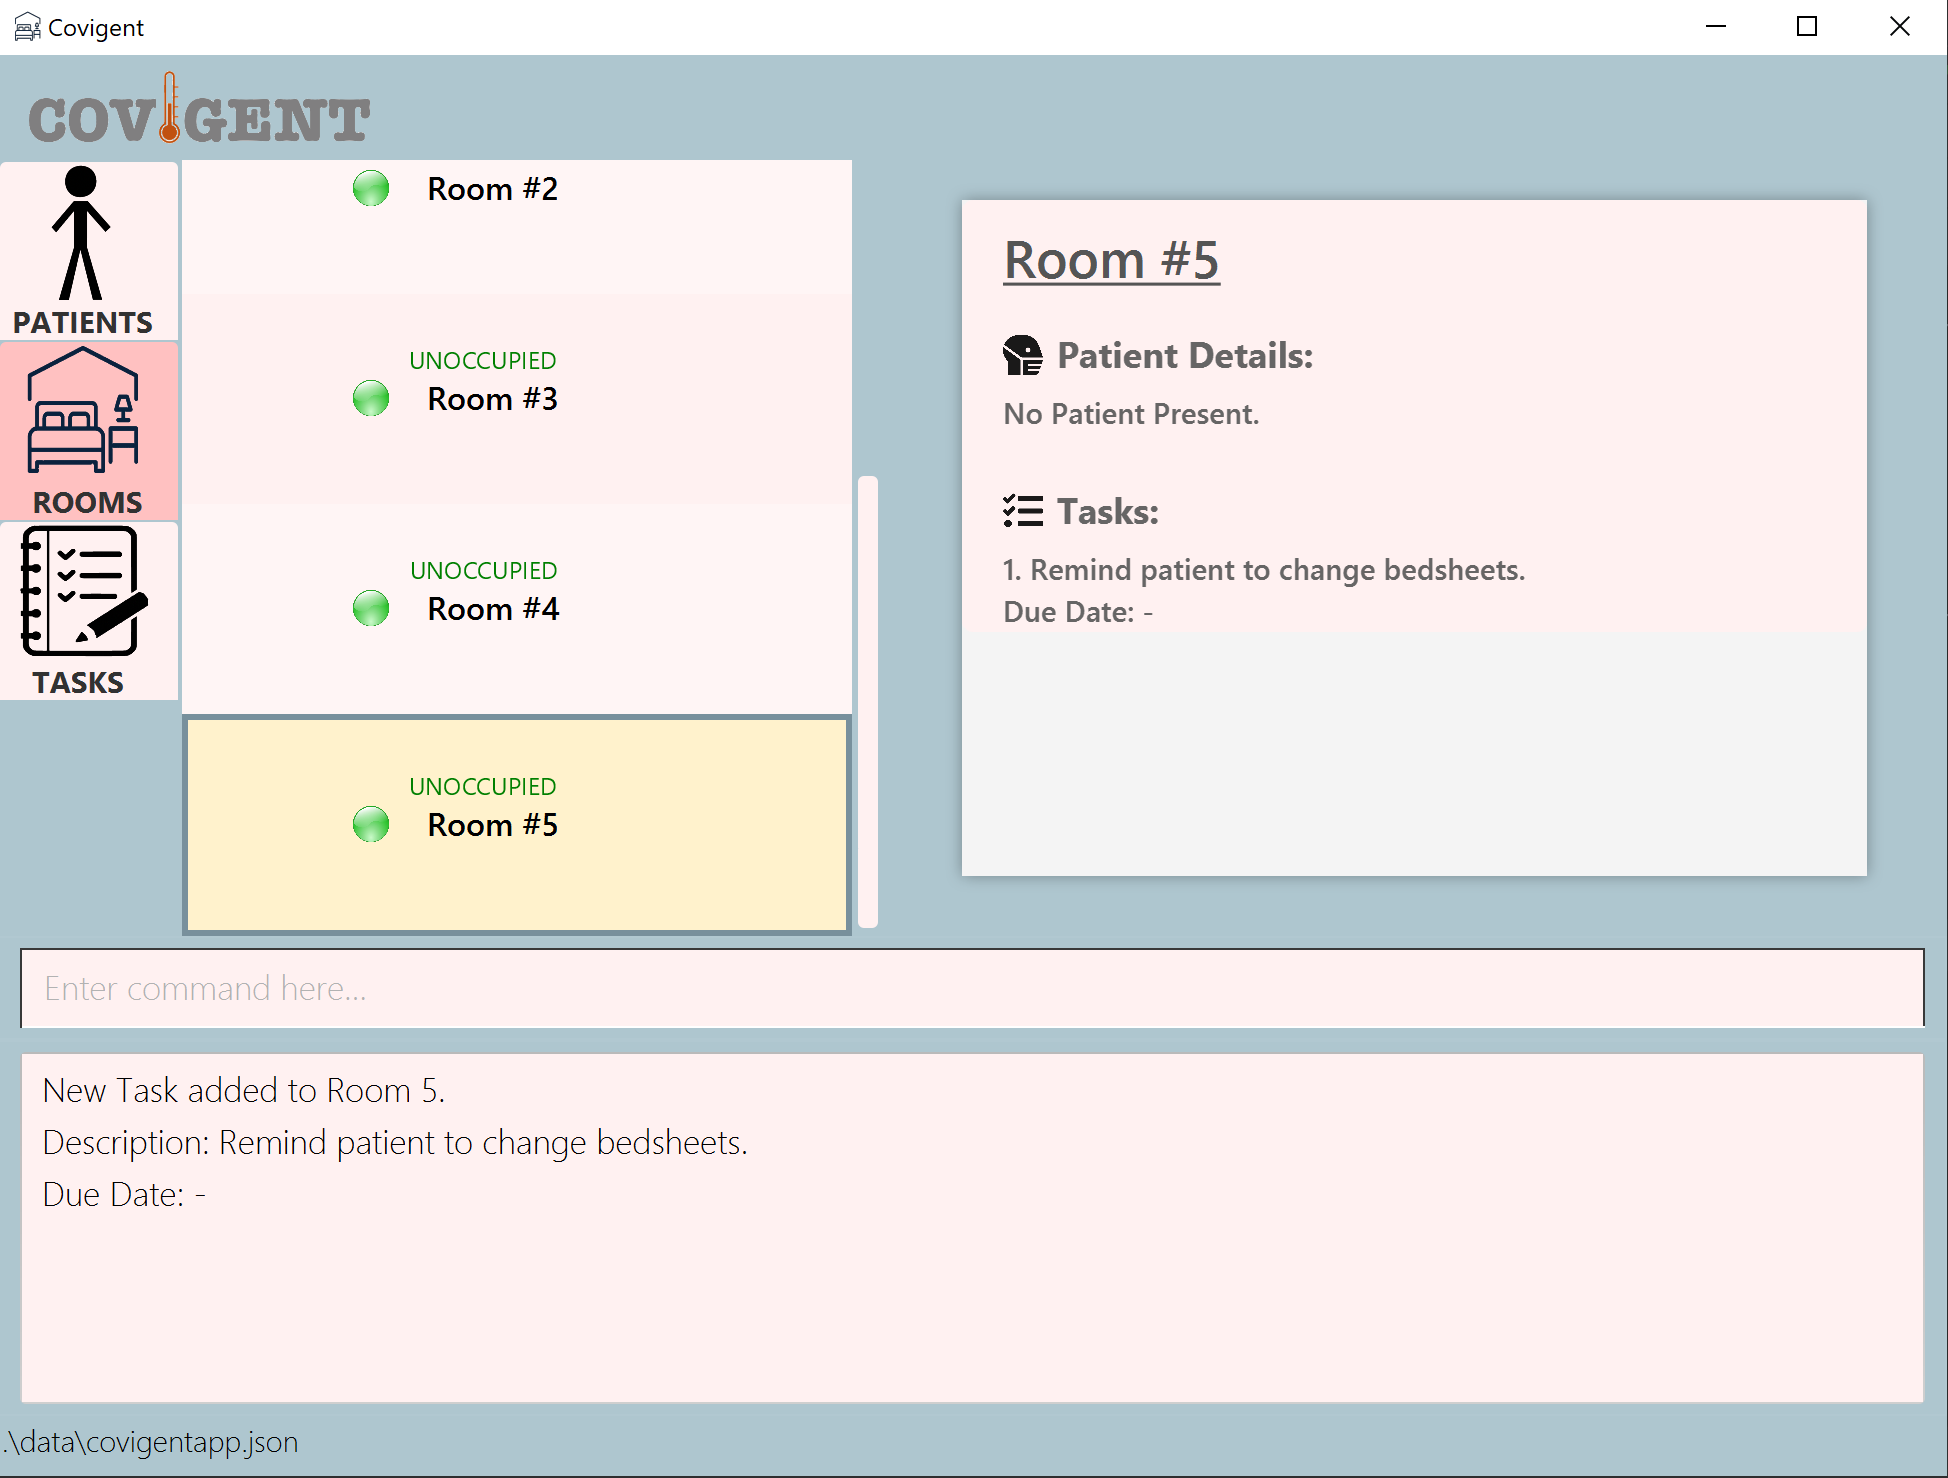 Covigent
COVIGENT
PATIENTS
ROOMS
TASKS
Room #2
UNOCCUPIED
Room #3
UNOCCUPIED
Room #4
UNOCCUPIED
Room #5
Room #5
Patient Details:
No Patient Present.
Tasks:
1. Remind patient to change bedsheets.
Due Date: -
Enter command here...
New Task added to Room 5.
Description: Remind patient to change bedsheets.
Due Date: -
.\data\covigentapp.json